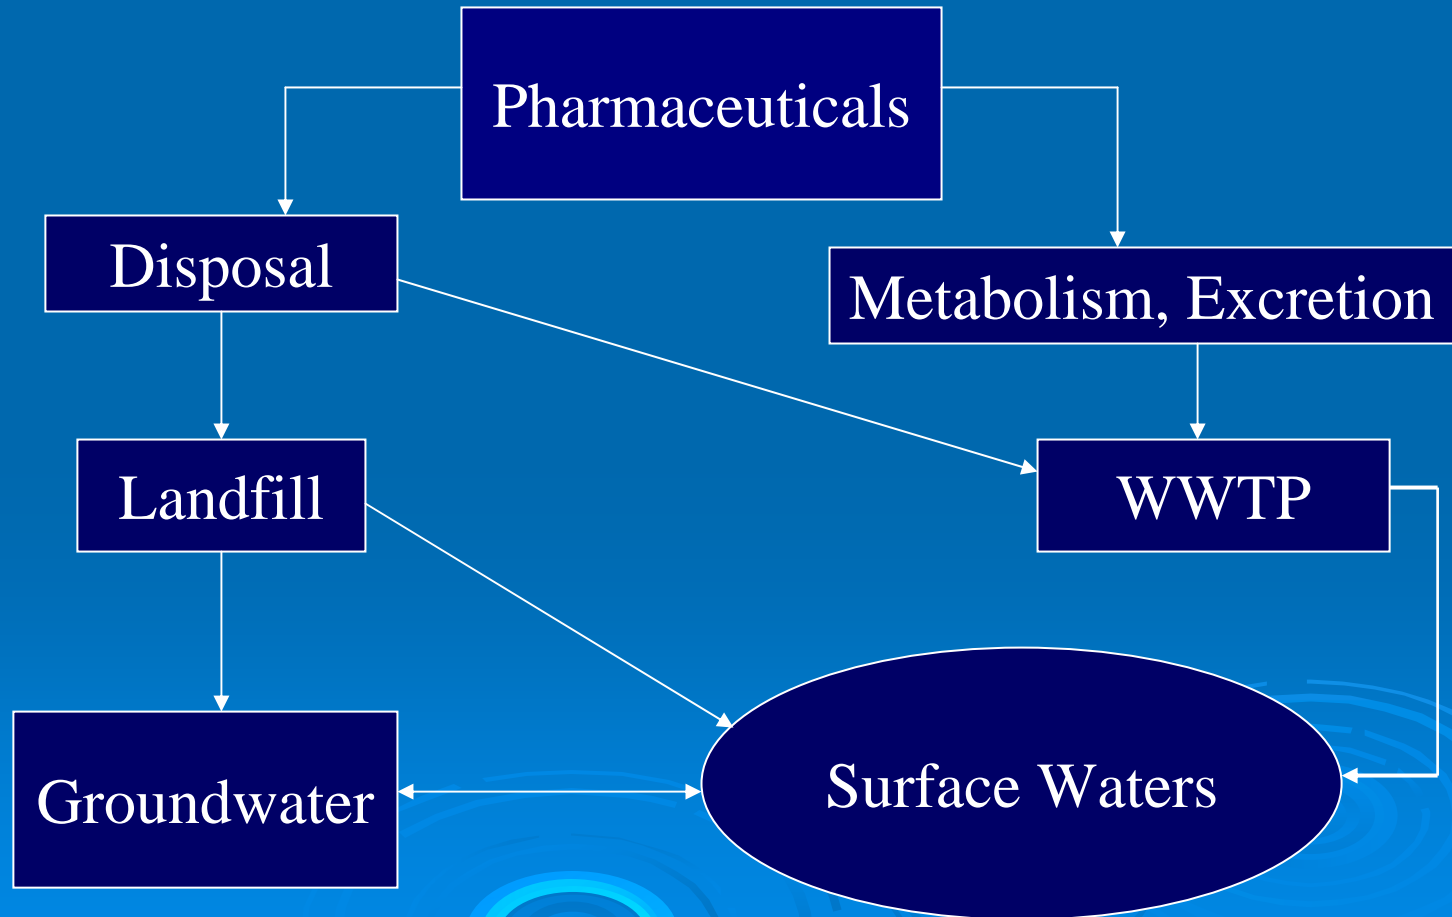 Pharmaceuticals
Disposal
Metabolism, Excretion
Landfill
WWTP
Groundwater
Surface Waters